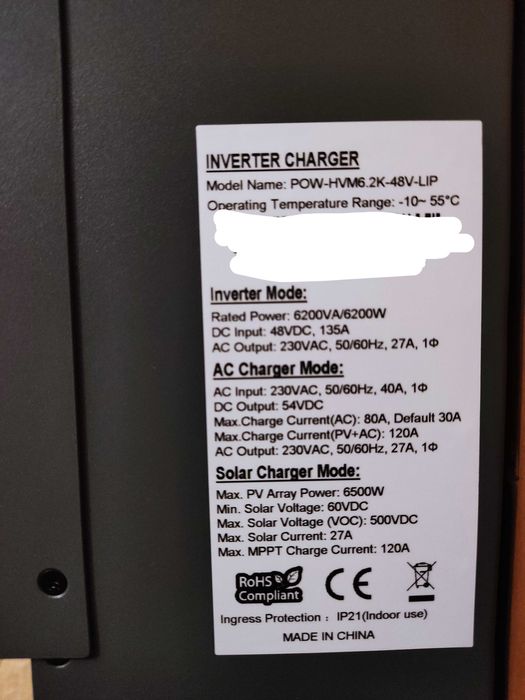 INVERTER CHARGER
Model Name: POW-HVM6.2K-48V-LIP
Operating Temperature Range: -10~ 55°C
Inverter Mode:
Rated Power: 6200VA/6200W
DC Input: 48VDC, 135A
AC Output: 230VAC, 50/60Hz, 27A, 1Φ
AC Charger Mode:
AC Input: 230VAC, 50/60Hz, 40A, 1Φ
DC Output: 54VDC
Max.Charge Current(AC): 80A, Default 30A
Max.Charge Current(PV+AC): 120A
AC Output: 230VAC, 50/60Hz, 27A, 1Φ
Solar Charger Mode:
Max. PV Array Power: 6500W
Min. Solar Voltage: 60VDC
Max. Solar Voltage (VOC): 500VDC
Max. Solar Current: 27A
Max. MPPT Charge Current: 120A
RoHS
Compliant
CE
Ingress Protection : IP21(Indoor use)
MADE IN CHINA